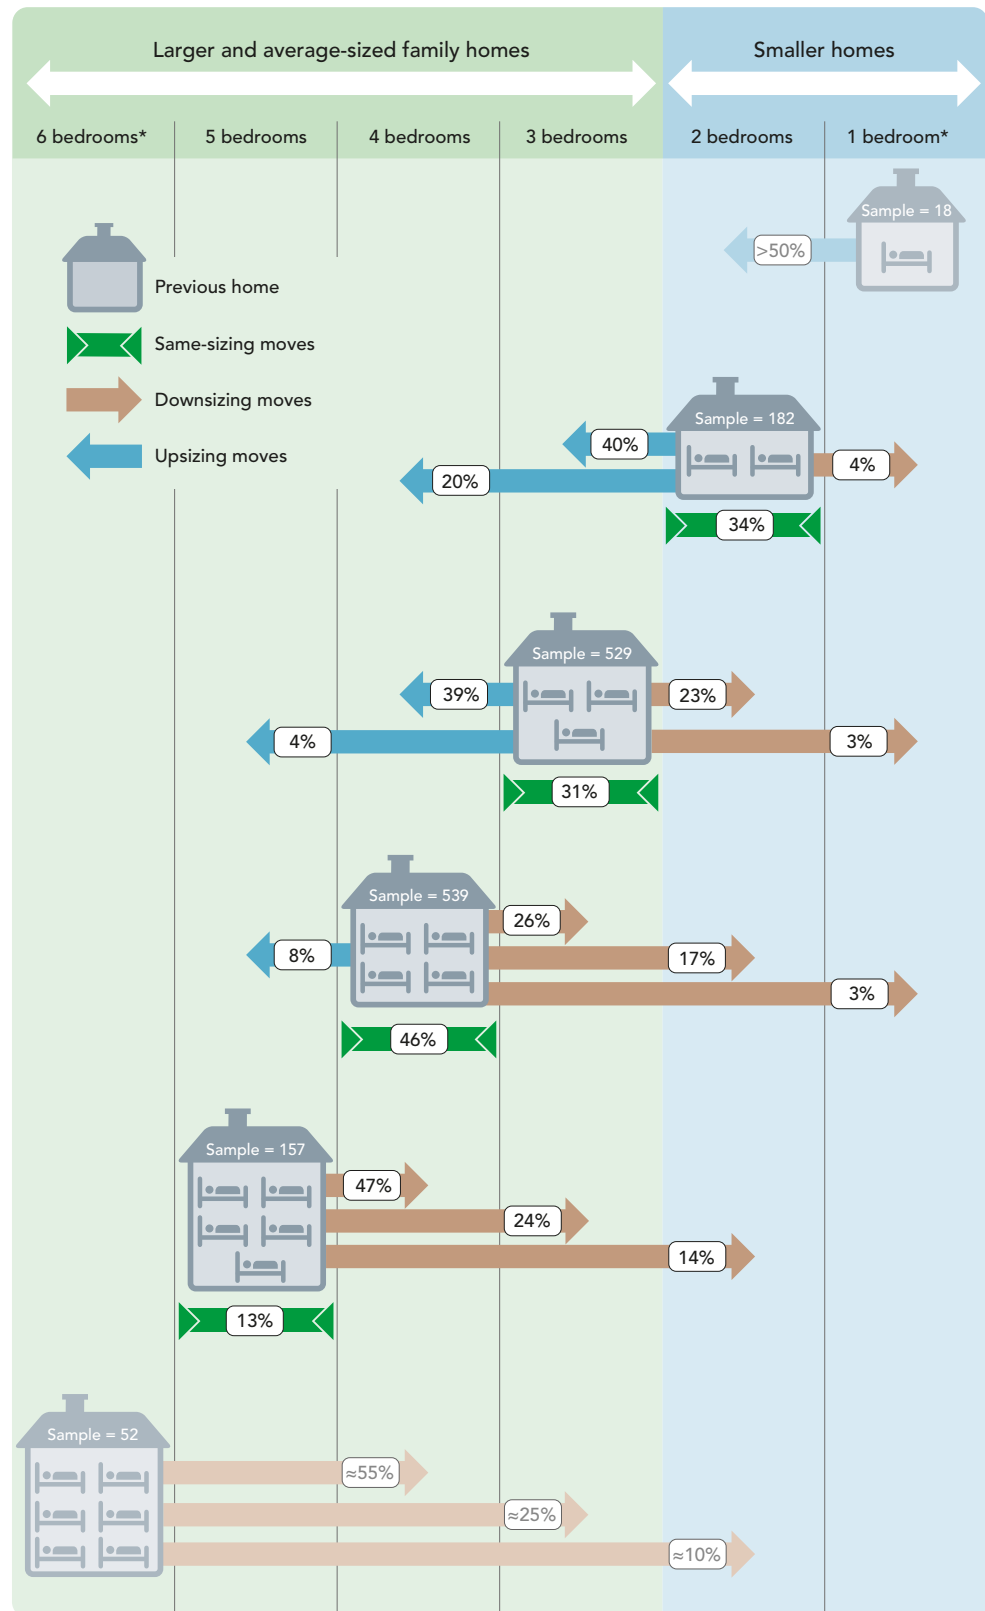 Larger and average-sized family homes
Smaller homes
6 bedrooms*
5 bedrooms
4 bedrooms
3 bedrooms
2 bedrooms
1 bedroom*
Sample = 18
>50%
Previous home
Same-sizing moves
Downsizing moves
Upsizing moves
Sample = 182
40%
4%
20%
34%
Sample = 529
39%
23%
4%
3%
31%
Sample = 539
26%
8%
17%
3%
46%
Sample = 157
47%
24%
14%
13%
Sample = 52
≈55%
≈25%
≈10%